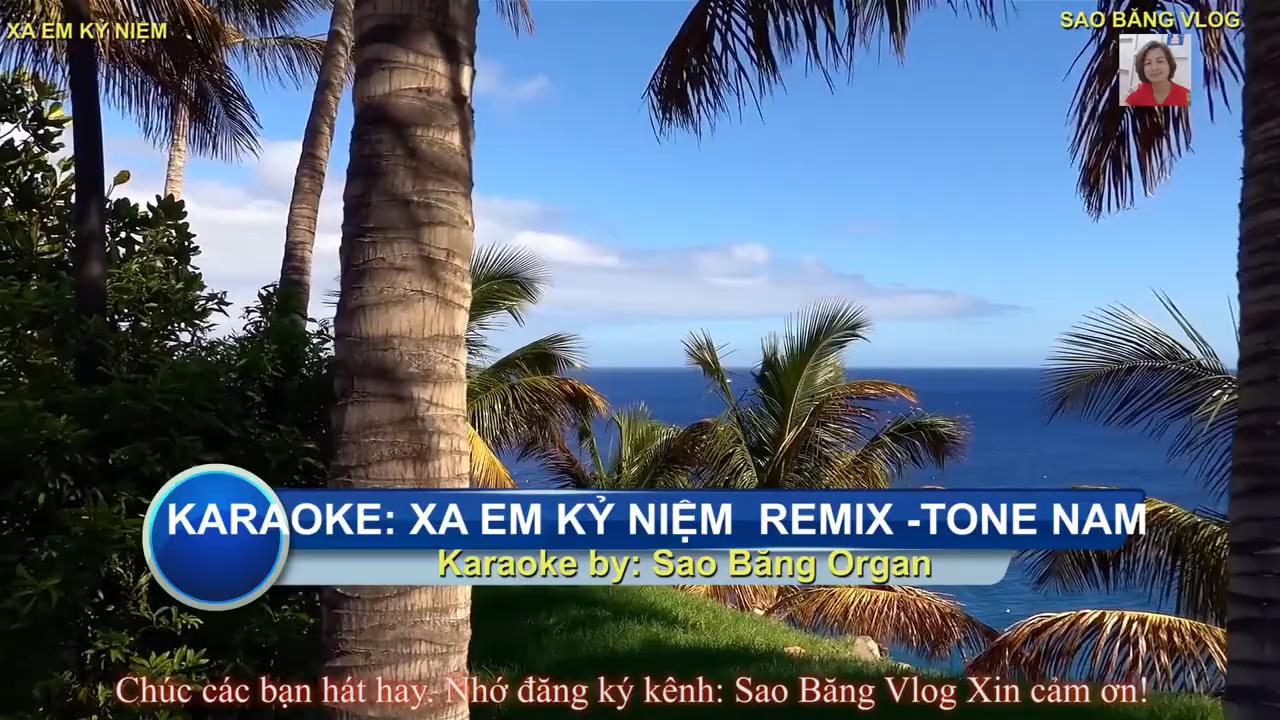 XA EM KỶ NIỆM
SAO BĂNG VLOG
KARAOKE: XA EM KỶ NIỆM REMIX -TONE NAM
Karaoke by: Sao Băng Organ
Chúc các bạn hát hay. Nhớ đăng ký kênh: Sao Băng Vlog Xin cảm ơn!